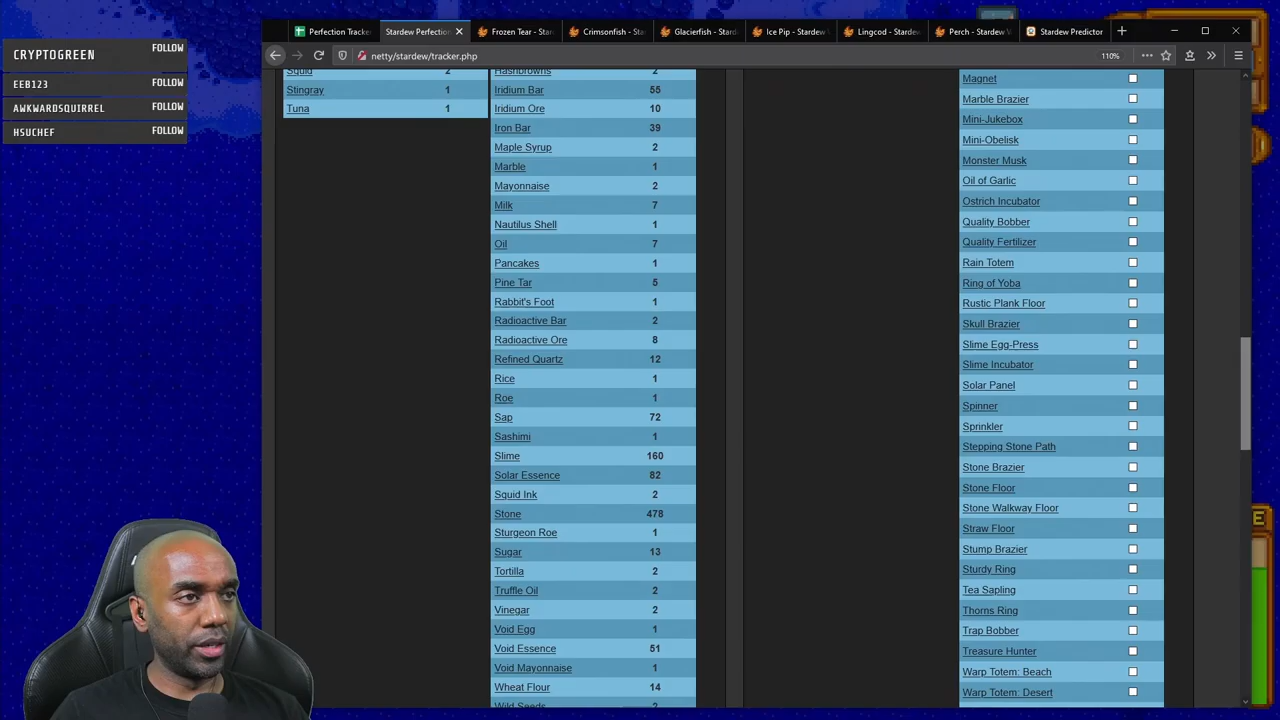 CRYPTOGREEN FOLLOW
EEB123 FOLLOW
AWKWARDSQUIRREL FOLLOW
HSUCHEF FOLLOW
Perfection Tracke
Stardew Perfection
Frozen Tear - Stard
Crimsonfish - Sta
Glacierfish - Stard
Ice Pip - Stardew V
Lingcod - Stardew
Perch - Stardew V
Stardew Predictor
netty/stardew/tracker.php
110%
Squid 2
Stingray 1
Tuna 1
Hashbrowns 2
Iridium Bar 55
Iridium Ore 10
Iron Bar 39
Maple Syrup 2
Marble 1
Mayonnaise 2
Milk 7
Nautilus Shell 1
Oil 7
Pancakes 1
Pine Tar 5
Rabbit's Foot 1
Radioactive Bar 2
Radioactive Ore 8
Refined Quartz 12
Rice 1
Roe 1
Sap 72
Sashimi 1
Slime 160
Solar Essence 82
Squid Ink 2
Stone 478
Sturgeon Roe 1
Sugar 13
Tortilla 2
Truffle Oil 2
Vinegar 2
Void Egg 1
Void Essence 51
Void Mayonnaise 1
Wheat Flour 14
Wild Seeds 2
Magnet
Marble Brazier
Mini-Jukebox
Mini-Obelisk
Monster Musk
Oil of Garlic
Ostrich Incubator
Quality Bobber
Quality Fertilizer
Rain Totem
Ring of Yoba
Rustic Plank Floor
Skull Brazier
Slime Egg-Press
Slime Incubator
Solar Panel
Spinner
Sprinkler
Stepping Stone Path
Stone Brazier
Stone Floor
Stone Walkway Floor
Straw Floor
Stump Brazier
Sturdy Ring
Tea Sapling
Thorns Ring
Trap Bobber
Treasure Hunter
Warp Totem: Beach
Warp Totem: Desert
E